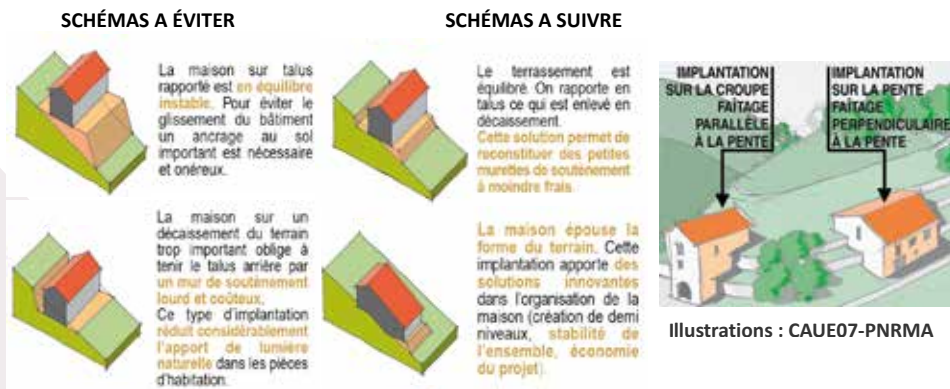 SCHÉMAS A ÉVITER
La maison sur talus
rapporté est en équilibre
instable. Pour éviter le
glissement du bâtiment
un ancrage au sol
important est nécessaire
et onéreux.
La maison sur un
décaissement du terrain
trop important oblige à
tenir le talus arrière par
un mur de soutènement
lourd et coûteux.
Ce type d'implantation
réduit considérablement
l'apport de lumière
naturelle dans les pièces
d'habitation.
SCHÉMAS A SUIVRE
Le terrassement est
équilibré. On rapporte en
talus ce qui est enlevé en
décaissement.
Cette solution permet de
reconstituer des petites
murettes de soutènement
à moindre frais.
La maison épouse la
forme du terrain. Cette
implantation apporte des
solutions innovantes
dans l'organisation de la
maison (création de demi
niveaux, stabilité de
l'ensemble, économie
du projet).
IMPLANTATION
SUR LA CROUPE
FAÎTAGE
PARALLÈLE
À LA PENTE
IMPLANTATION
SUR LA PENTE
FAÎTAGE
PERPENDICULAIRE
À LA PENTE
Illustrations : CAUE07-PNRMA